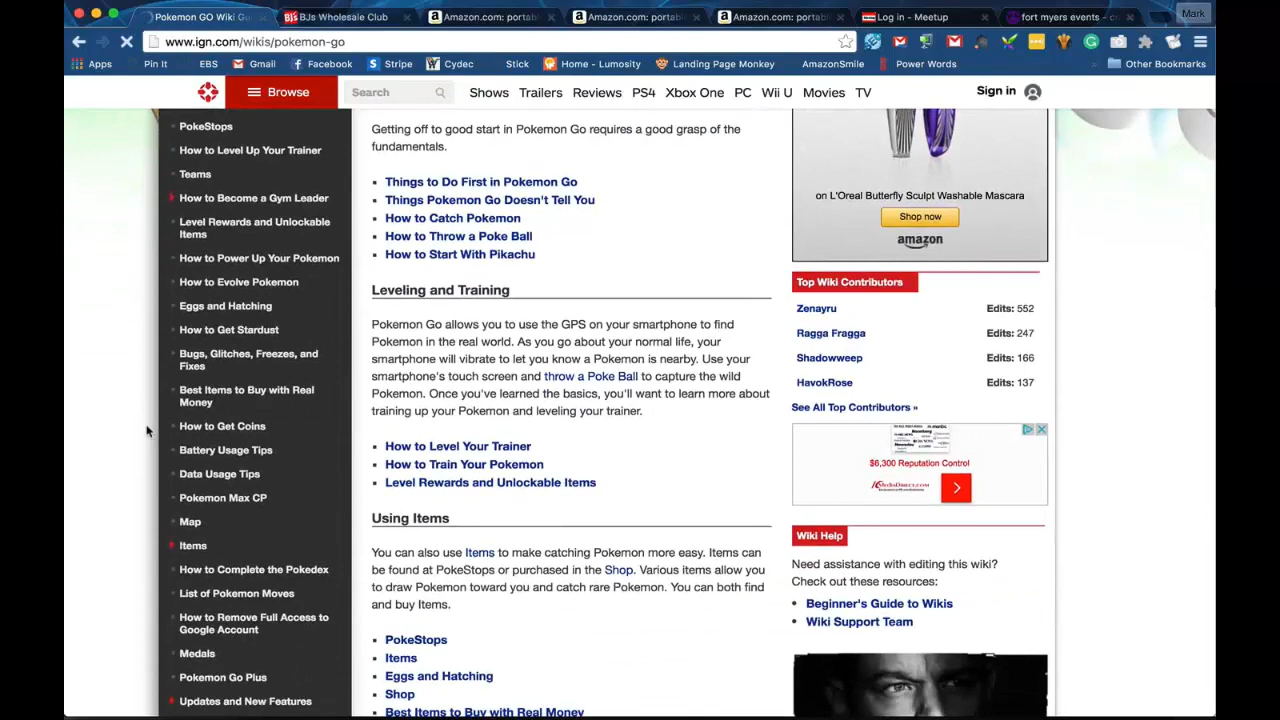 Pokemon GO Wiki Gu
BJs Wholesale Club
Amazon.com: portab
Amazon.com: portab
Amazon.com: portab
Log in - Meetup
fort myers events - c
Mark
www.ign.com/wikis/pokemon-go
Apps
Pin It
EBS
Gmail
Facebook
Stripe
Cydec
Stick
Home - Lumosity
Landing Page Monkey
AmazonSmile
Power Words
Other Bookmarks
Browse
Search
Shows
Trailers
Reviews
PS4
Xbox One
PC
Wii U
Movies
TV
Sign in
PokeStops
How to Level Up Your Trainer
Teams
How to Become a Gym Leader
Level Rewards and Unlockable
Items
How to Power Up Your Pokemon
How to Evolve Pokemon
Eggs and Hatching
How to Get Stardust
Bugs, Glitches, Freezes, and
Fixes
Best Items to Buy with Real
Money
How to Get Coins
Battery Usage Tips
Data Usage Tips
Pokemon Max CP
Map
Items
How to Complete the Pokedex
List of Pokemon Moves
How to Remove Full Access to
Google Account
Medals
Pokemon Go Plus
Updates and New Features
Getting off to good start in Pokemon Go requires a good grasp of the
fundamentals.
Things to Do First in Pokemon Go
Things Pokemon Go Doesn't Tell You
How to Catch Pokemon
How to Throw a Poke Ball
How to Start With Pikachu
Leveling and Training
Pokemon Go allows you to use the GPS on your smartphone to find
Pokemon in the real world. As you go about your normal life, your
smartphone will vibrate to let you know a Pokemon is nearby. Use your
smartphone's touch screen and throw a Poke Ball to capture the wild
Pokemon. Once you've learned the basics, you'll want to learn more about
training up your Pokemon and leveling your trainer.
How to Level Your Trainer
How to Train Your Pokemon
Level Rewards and Unlockable Items
Using Items
You can also use Items to make catching Pokemon more easy. Items can
be found at PokeStops or purchased in the Shop. Various items allow you
to draw Pokemon toward you and catch rare Pokemon. You can both find
and buy Items.
PokeStops
Items
Eggs and Hatching
Shop
Best Items to Buy with Real Money
on L'Oreal Butterfly Sculpt Washable Mascara
Shop now
amazon
Top Wiki Contributors
Zenayru Edits: 552
Ragga Fragga Edits: 247
Shadowweep Edits: 166
HavokRose Edits: 137
See All Top Contributors »
$6,300 Reputation Control
Wiki Help
Need assistance with editing this wiki?
Check out these resources:
Beginner's Guide to Wikis
Wiki Support Team